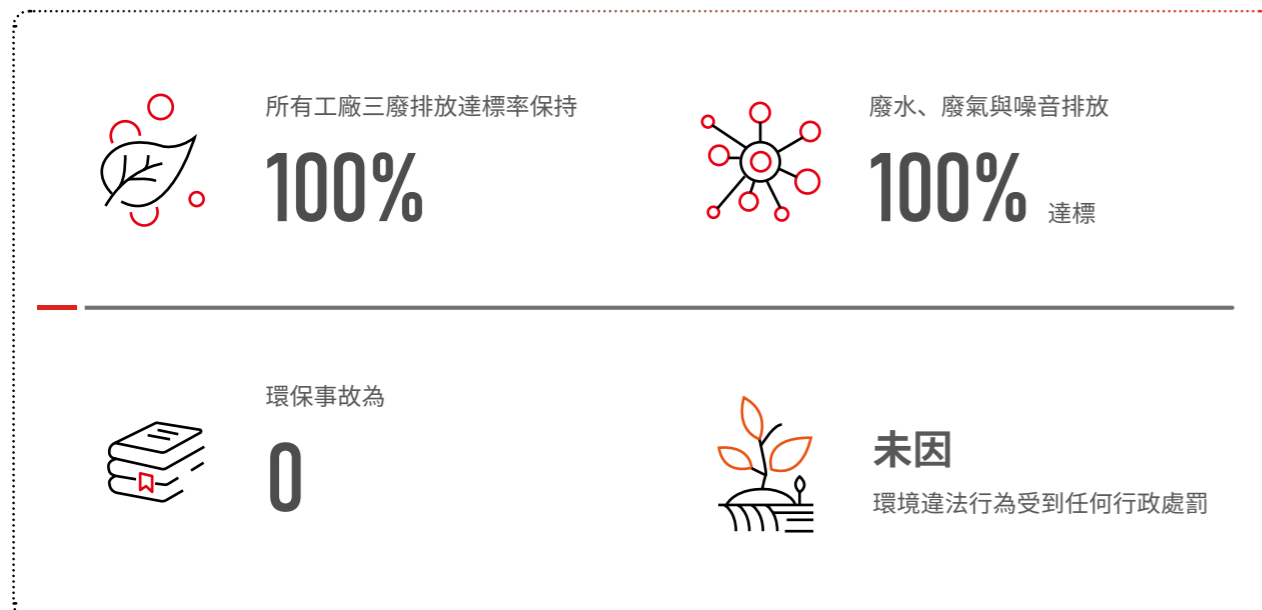 所有工廠三廢排放達標率保持
100%
廢水、廢氣與噪音排放
100% 達標
環保事故為
0
未因
環境違法行為受到任何行政處罰